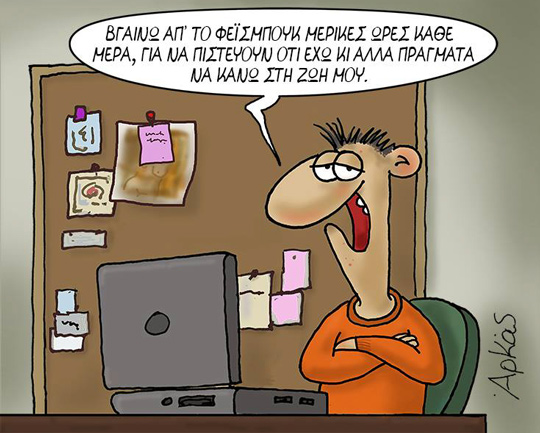 ΒΓΑΙΝΩ ΑΠ' ΤΟ ΦΕΪΣΜΠΟΥΚ ΜΕΡΙΚΕΣ ΩΡΕΣ ΚΑΘΕ
ΜΕΡΑ, ΓΙΑ ΝΑ ΠΙΣΤΕΥΟΥΝ ΟΤΙ ΕΧΩ ΚΙ ΑΛΛΑ ΠΡΑΓΜΑΤΑ
ΝΑ ΚΑΝΩ ΣΤΗ ΖΩΗ ΜΟΥ.
Αρκάς